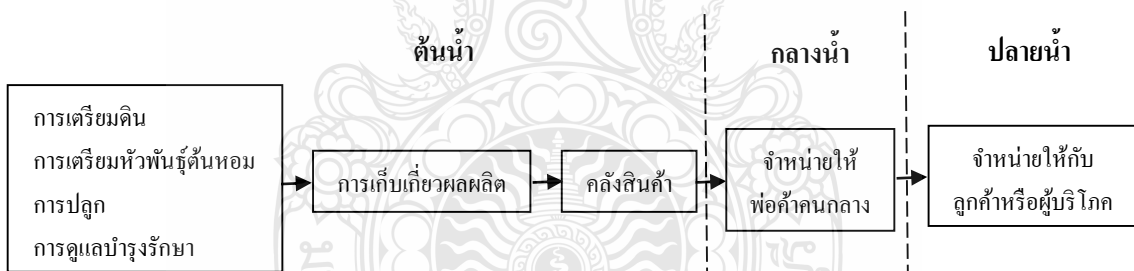 ต้นน้ำ
กลางน้ำ
ปลายน้ำ
การเตรียมดิน
การเตรียมหัวพันธุ์ต้นหอม
การปลูก
การดูแลบำรุงรักษา
การเก็บเกี่ยวผลผลิต
คลังสินค้า
จำหน่ายให้
พ่อค้าคนกลาง
จำหน่ายให้กับ
ลูกค้าหรือผู้บริโภค